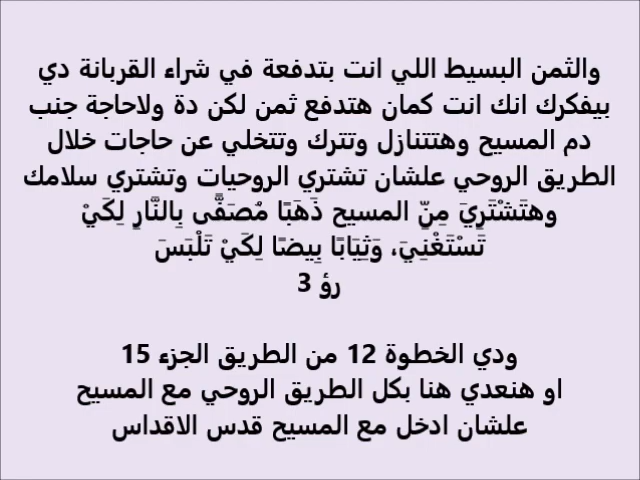 والثمن البسيط اللي انت بتدفعة في شراء القربانة دي
بيفكرك انك انت كمان هتدفع ثمن لكن دة ولاحاجة جنب
دم المسيح وهتتنازل وتترك وتتخلي عن حاجات خلال
الطريق الروحي علشان تشتري الروحيات وتشتري سلامك
وهتَشْتَرِيَ مِنِّ المسيح ذَهَبًا مُصَفًّى بِالنَّارِ لِكَيْ
تَسْتَغْنِيَ، وَثِيَابًا بِيضًا لِكَيْ تَلْبَسَ
رؤ 3
ودي الخطوة 12 من الطريق الجزء 15
او هنعدي هنا بكل الطريق الروحي مع المسيح
علشان ادخل مع المسيح قدس الاقداس